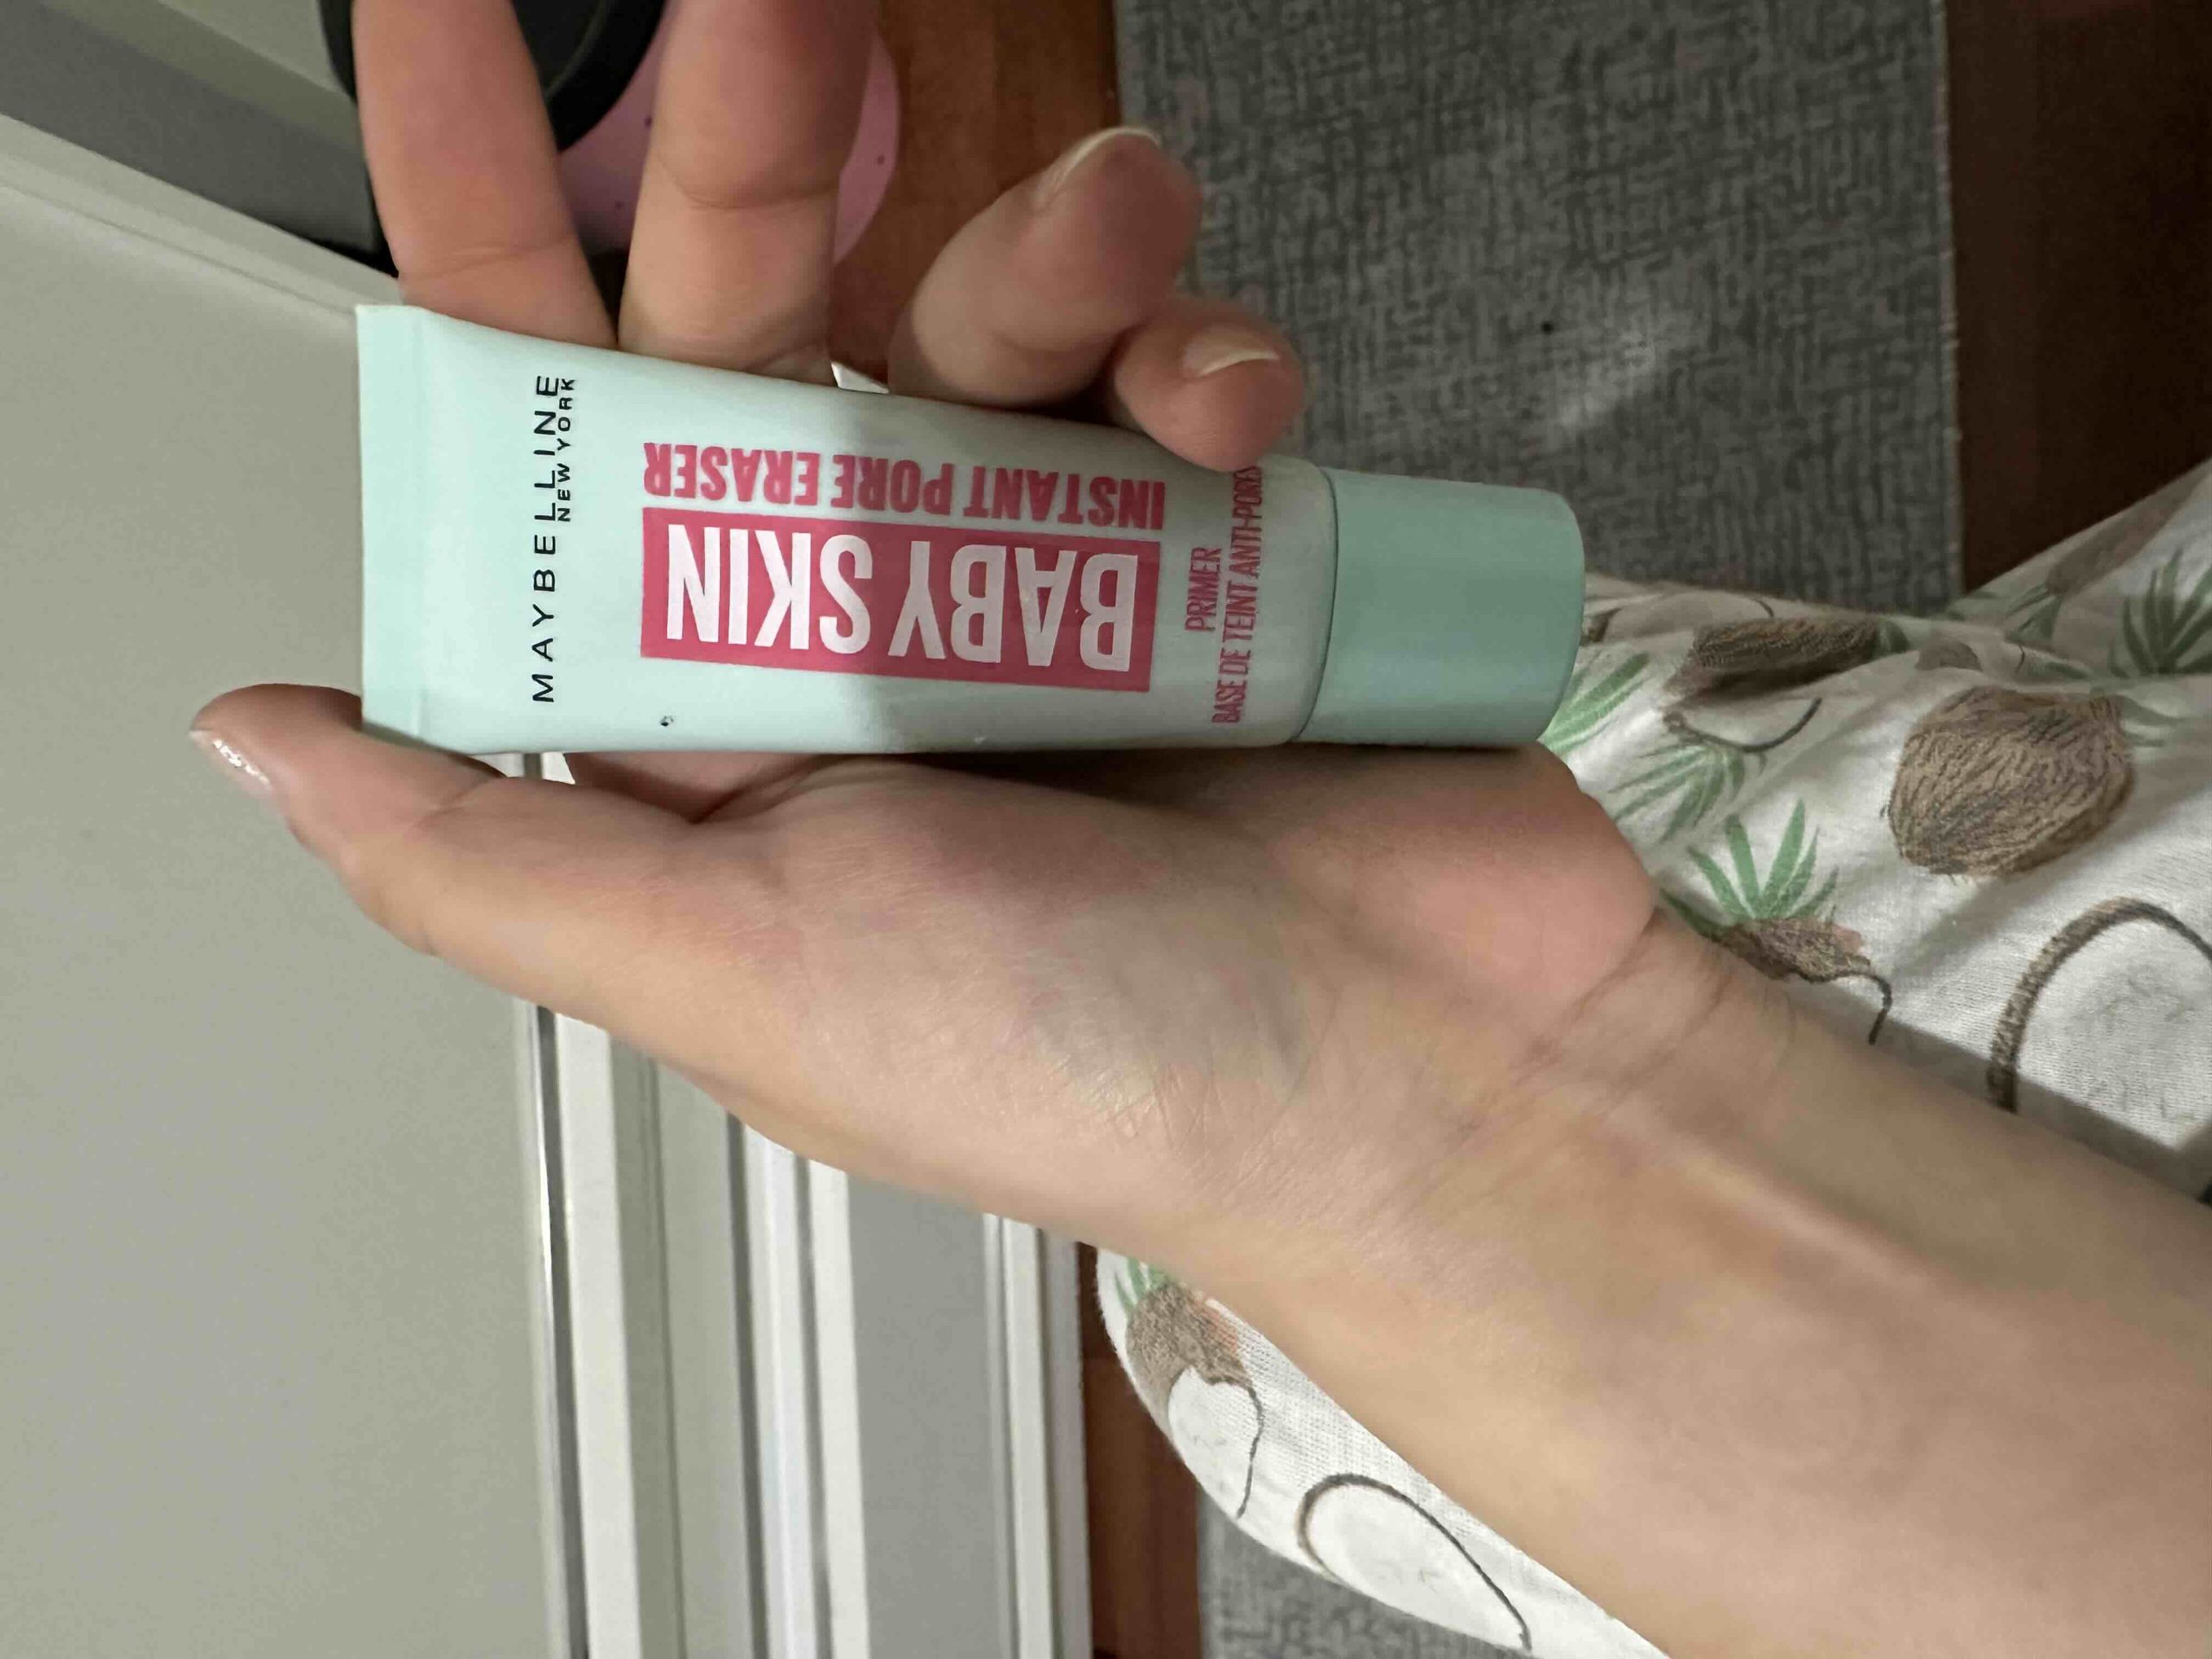 MAYBELLINE
NEW YORK
BABY SKIN
INSTANT PORE ERASER
PRIMER
BASE DE TEINT ANTI-PORES